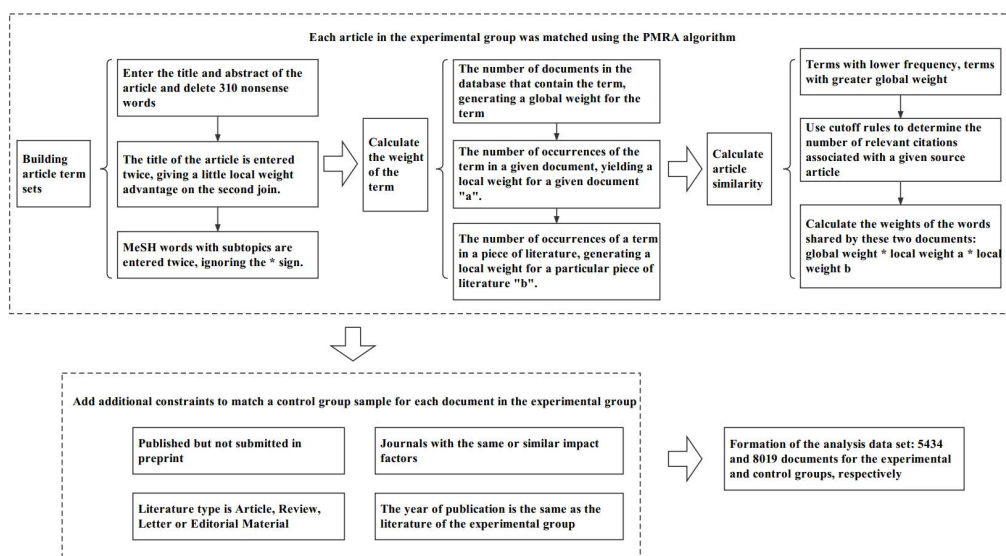 Each article in the experimental group was matched using the PMRA algorithm
Building
article term
sets
Enter the title and abstract of the
article and delete 310 nonsense
words
The title of the article is entered
twice, giving a little local weight
advantage on the second join.
MeSH words with subtopics are
entered twice, ignoring the * sign.
Calculate
the weight
of the term
The number of documents in the
database that contain the term,
generating a global weight for the
term
The number of occurrences of the
term in a given document, yielding a
local weight for a given document
"a".
The number of occurrences of a term
in a piece of literature, generating a
local weight for a particular piece of
literature "b".
Calculate
article
similarity
Terms with lower frequency, terms
with greater global weight
Use cutoff rules to determine the
number of relevant citations
associated with a given source
article
Calculate the weights of the words
shared by these two documents:
global weight * local weight a * local
weight b
Add additional constraints to match a control group sample for each document in the experimental group
Published but not submitted in
preprint
Journals with the same or similar impact
factors
Literature type is Article, Review,
Letter or Editorial Material
The year of publication is the same as the
literature of the experimental group
Formation of the analysis data set: 5434
and 8019 documents for the experimental
and control groups, respectively